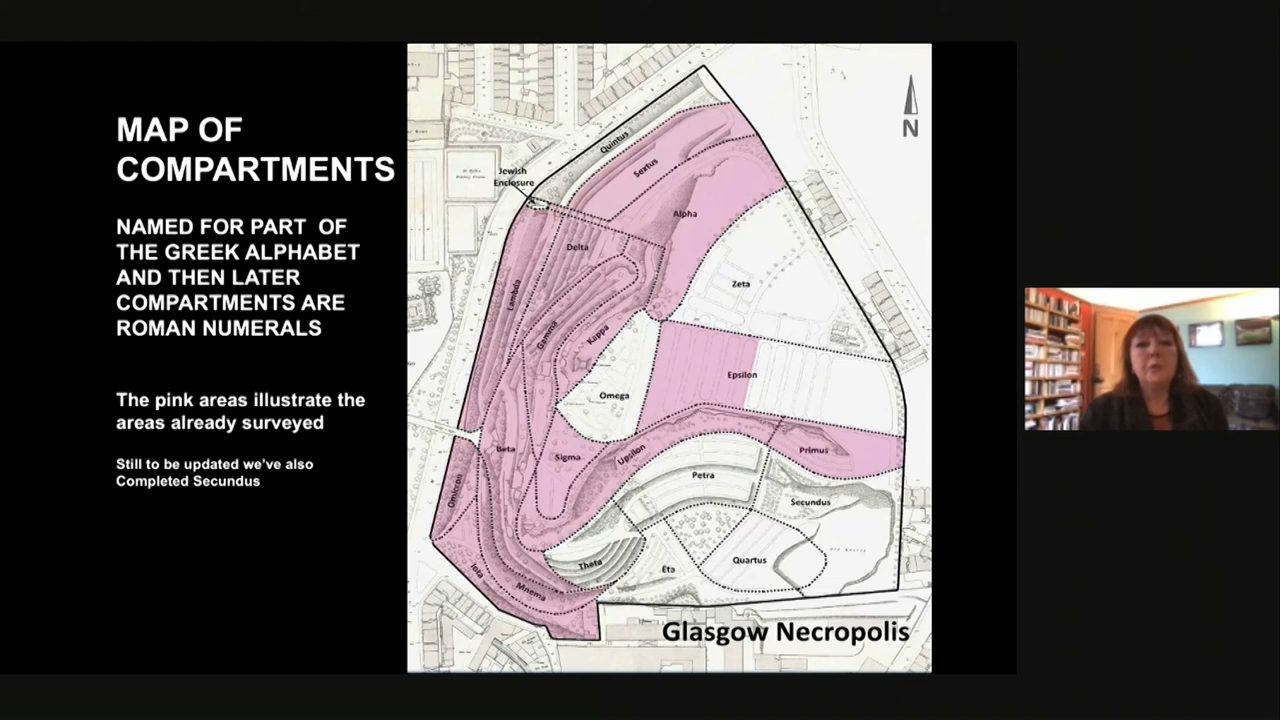 MAP OF
COMPARTMENTS
NAMED FOR PART OF
THE GREEK ALPHABET
AND THEN LATER
COMPARTMENTS ARE
ROMAN NUMERALS
The pink areas illustrate the
areas already surveyed
Still to be updated we've also
Completed Secundus
N
Quintus
Jewish
Enclosure
Sextus
Alpha
Delta
Zeta
Lambda
Gamma
Kappa
Epsilon
Omega
Beta
Sigma
Upsilon
Primus
Petra
Omicron
Secundus
Theta
Eta
Quartus
Iota
Mnema
Glasgow Necropolis